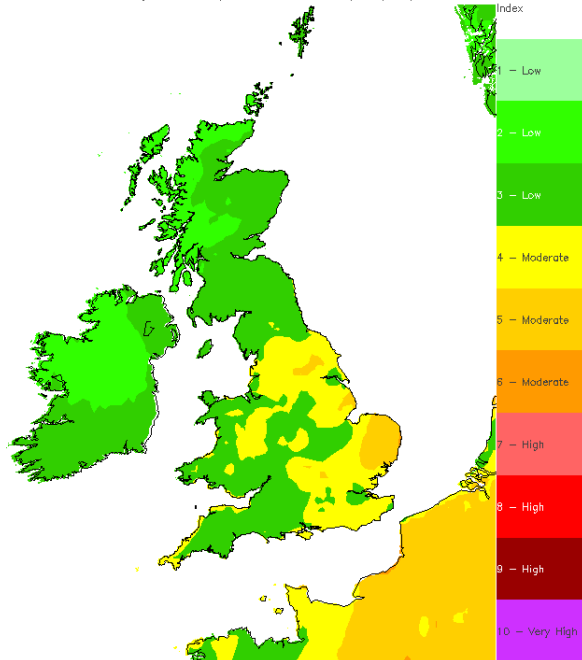 Index
1 - Low
2 - Low
3 - Low
4 - Moderate
5 - Moderate
6 - Moderate
7 - High
8 - High
9 - High
10 - Very High